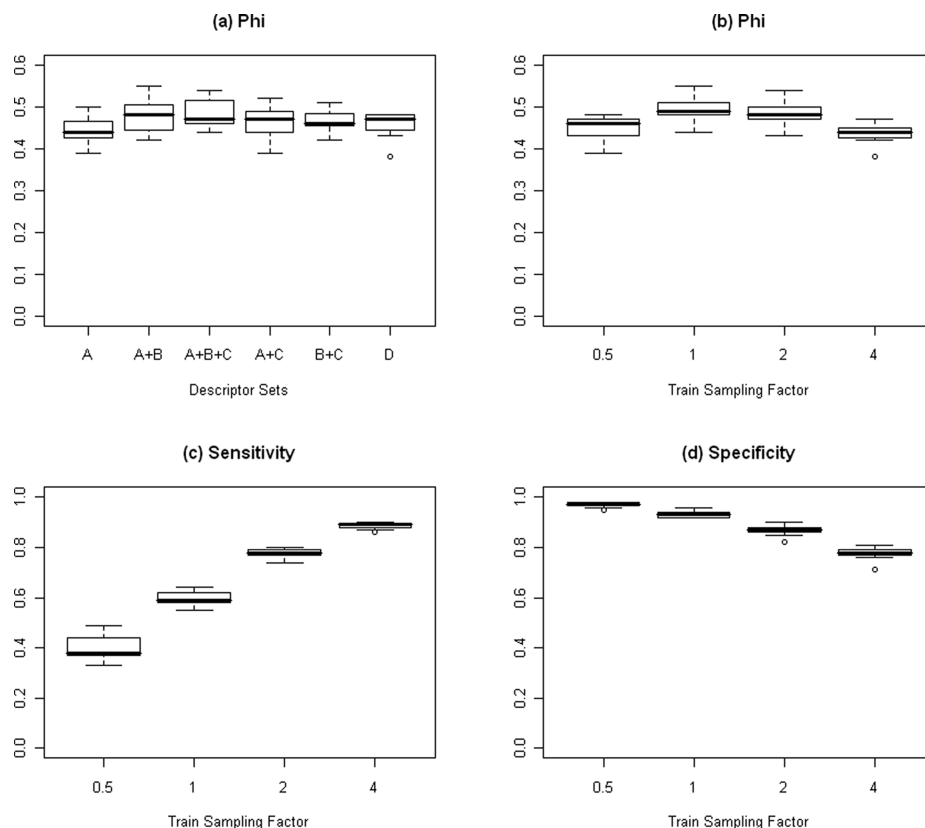 (a) Phi
0.6
0.5
0.4
0.3
0.2
0.1
0.0
A A+B A+B+C A+C B+C D
Descriptor Sets
(b) Phi
0.6
0.5
0.4
0.3
0.2
0.1
0.0
0.5 1 2 4
Train Sampling Factor
(c) Sensitivity
1.0
0.8
0.6
0.4
0.2
0.0
0.5 1 2 4
Train Sampling Factor
(d) Specificity
1.0
0.8
0.6
0.4
0.2
0.0
0.5 1 2 4
Train Sampling Factor